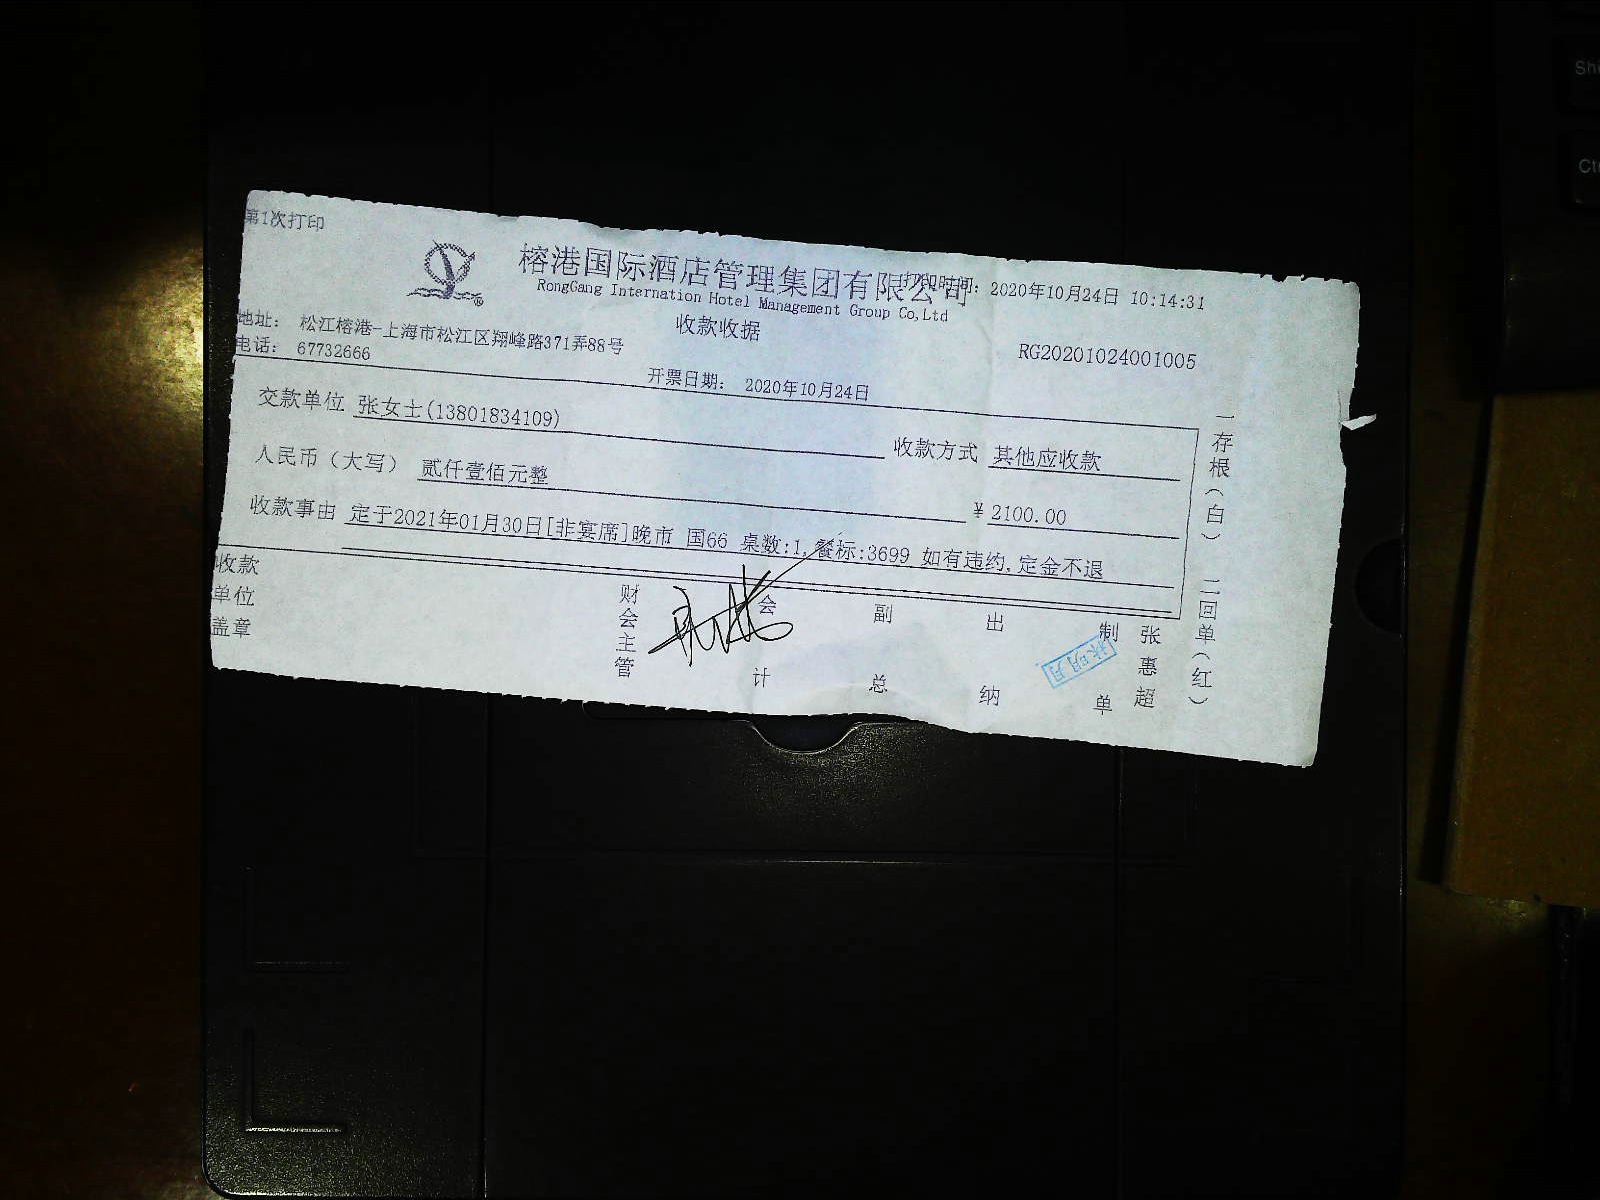 第1次打印
榕港国际酒店管理集团有限公司
打印时间: 2020年10月24日 10:14:31
RongGang Internation Hotel Management Group Co,Ltd
收款收据
地址: 松江榕港-上海市松江区翔峰路371弄88号
RG20201024001005
电话: 67732666
开票日期: 2020年10月24日
交款单位 张女士(13801834109)
收款方式 其他应收款
人民币（大写） 贰仟壹佰元整
¥ 2100.00
收款事由 定于2021年01月30日[非宴席]晚市 国66 桌数:1,餐标:3699 如有违约,定金不退
收款单位盖章
财会主管
会计
副总
出纳
制单
张惠超
林明月
一存根（白） 二回单（红）
Shi
Ct